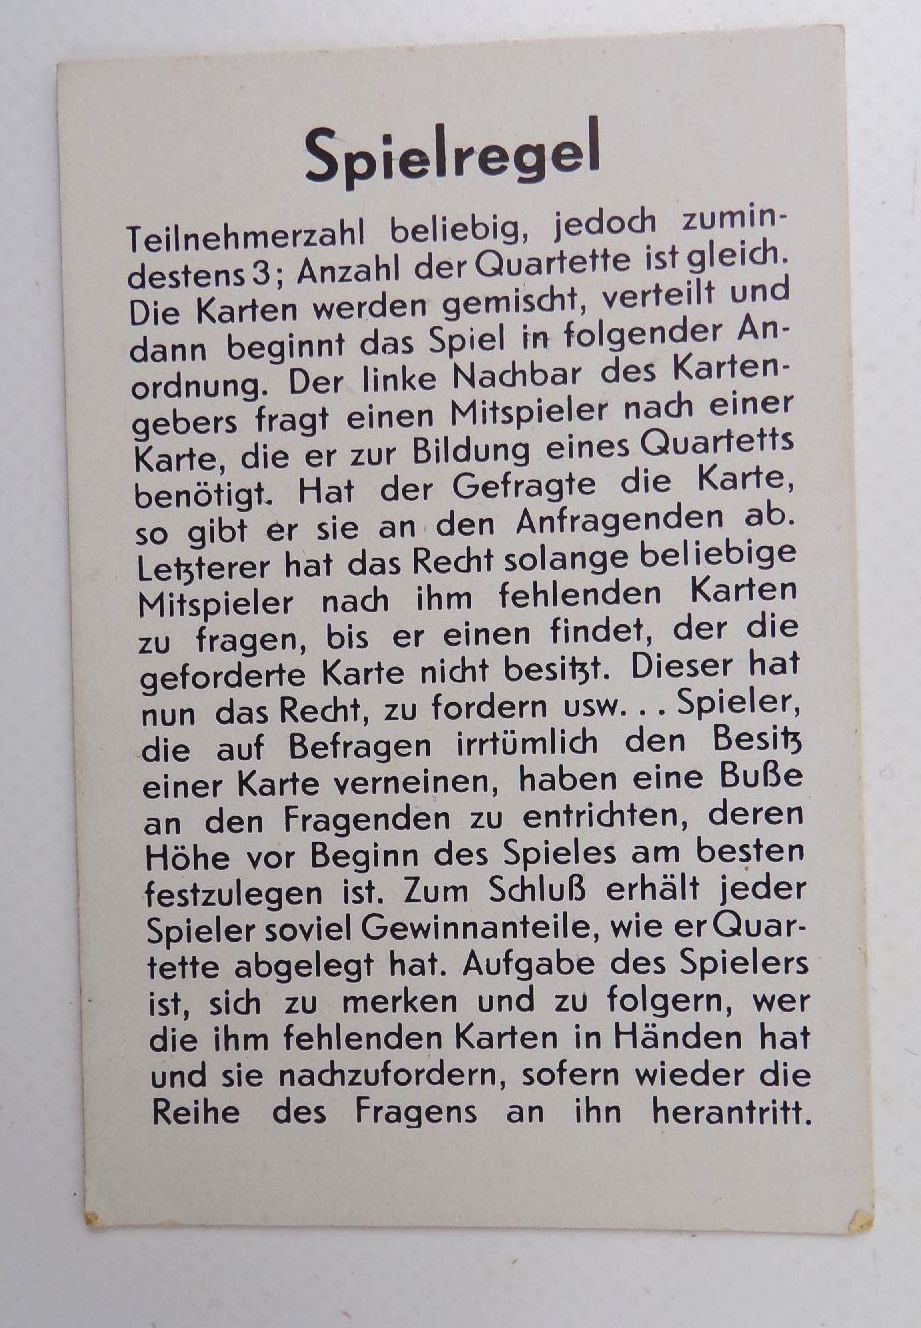 Spielregel
Teilnehmerzahl beliebig, jedoch zumin-
destens 3; Anzahl der Quartette ist gleich.
Die Karten werden gemischt, verteilt und
dann beginnt das Spiel in folgender An-
ordnung. Der linke Nachbar des Karten-
gebers fragt einen Mitspieler nach einer
Karte, die er zur Bildung eines Quartetts
benötigt. Hat der Gefragte die Karte,
so gibt er sie an den Anfragenden ab.
Letzterer hat das Recht solange beliebige
Mitspieler nach ihm fehlenden Karten
zu fragen, bis er einen findet, der die
geforderte Karte nicht besitzt. Dieser hat
nun das Recht, zu fordern usw. . . Spieler,
die auf Befragen irrtümlich den Besitz
einer Karte verneinen, haben eine Buße
an den Fragenden zu entrichten, deren
Höhe vor Beginn des Spieles am besten
festzulegen ist. Zum Schluß erhält jeder
Spieler soviel Gewinnanteile, wie er Quar-
tette abgelegt hat. Aufgabe des Spielers
ist, sich zu merken und zu folgern, wer
die ihm fehlenden Karten in Händen hat
und sie nachzufordern, sofern wieder die
Reihe des Fragens an ihn herantritt.